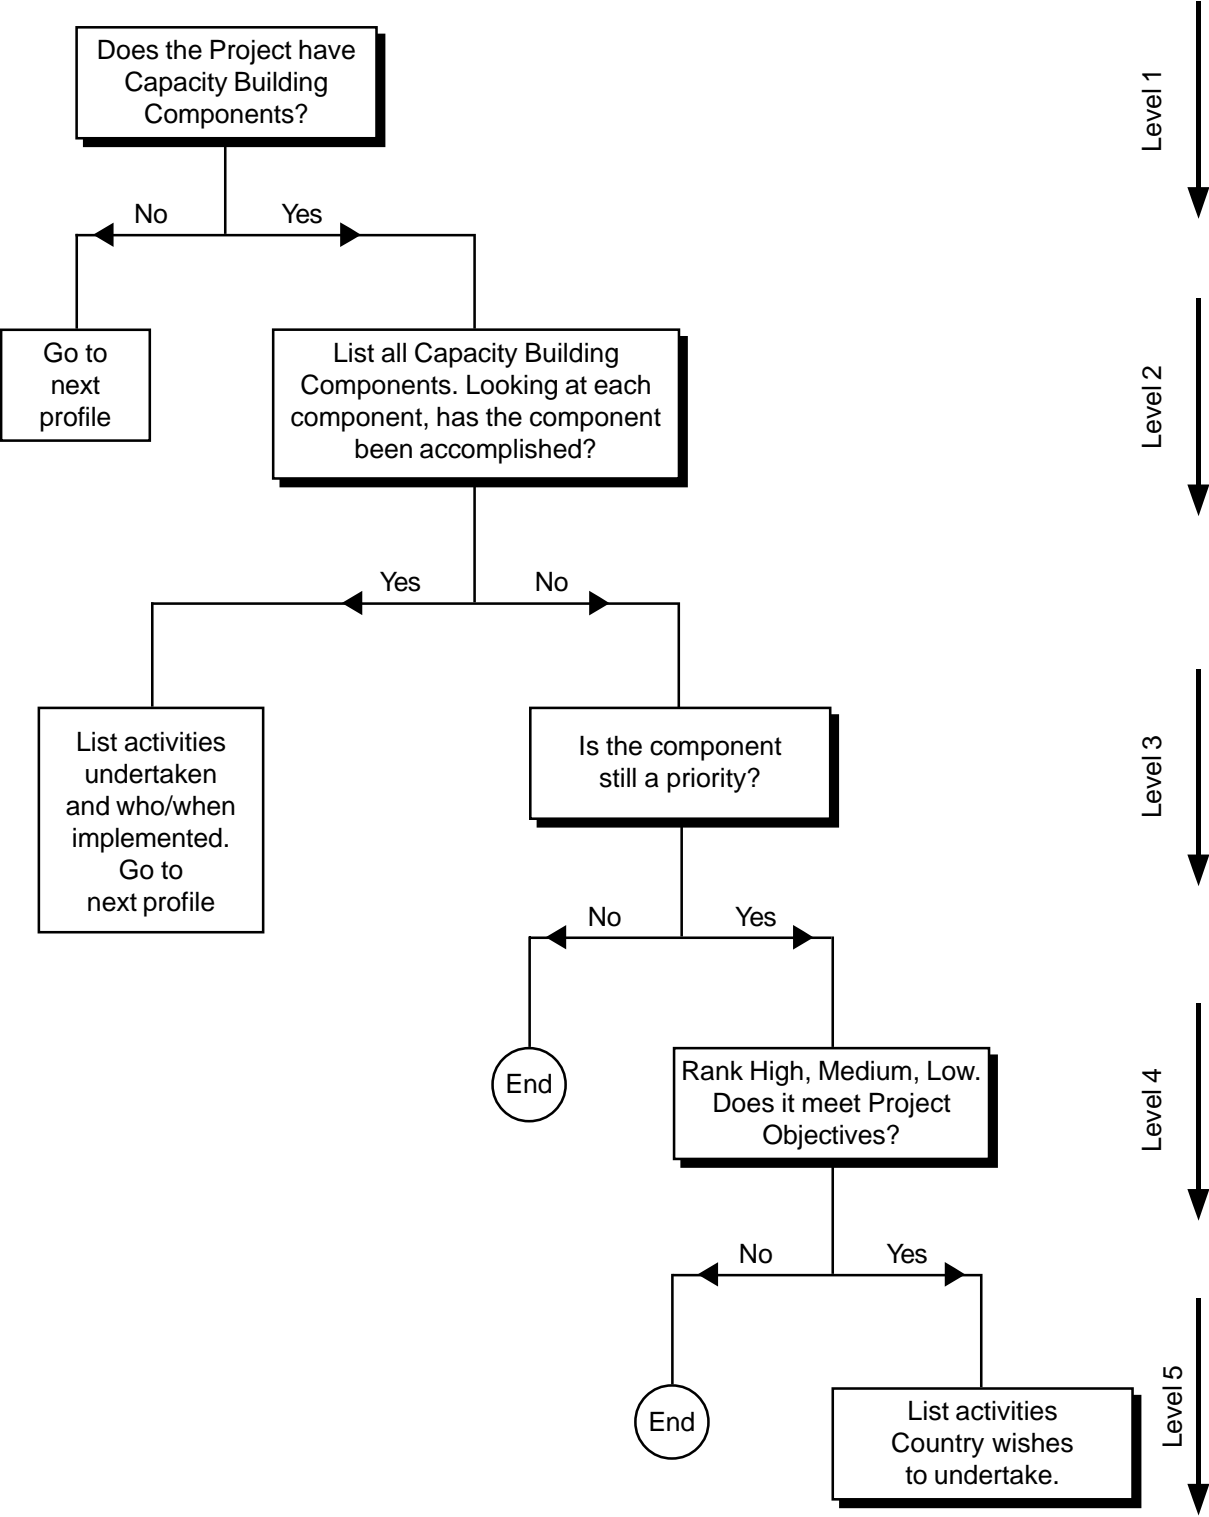 Does the Project have
Capacity Building
Components?
Level 1
No
Yes
Go to
next
profile
List all Capacity Building
Components. Looking at each
component, has the component
been accomplished?
Level 2
Yes
No
List activities
undertaken
and who/when
implemented.
Go to
next profile
Is the component
still a priority?
Level 3
No
Yes
End
Rank High, Medium, Low.
Does it meet Project
Objectives?
Level 4
No
Yes
End
List activities
Country wishes
to undertake.
Level 5